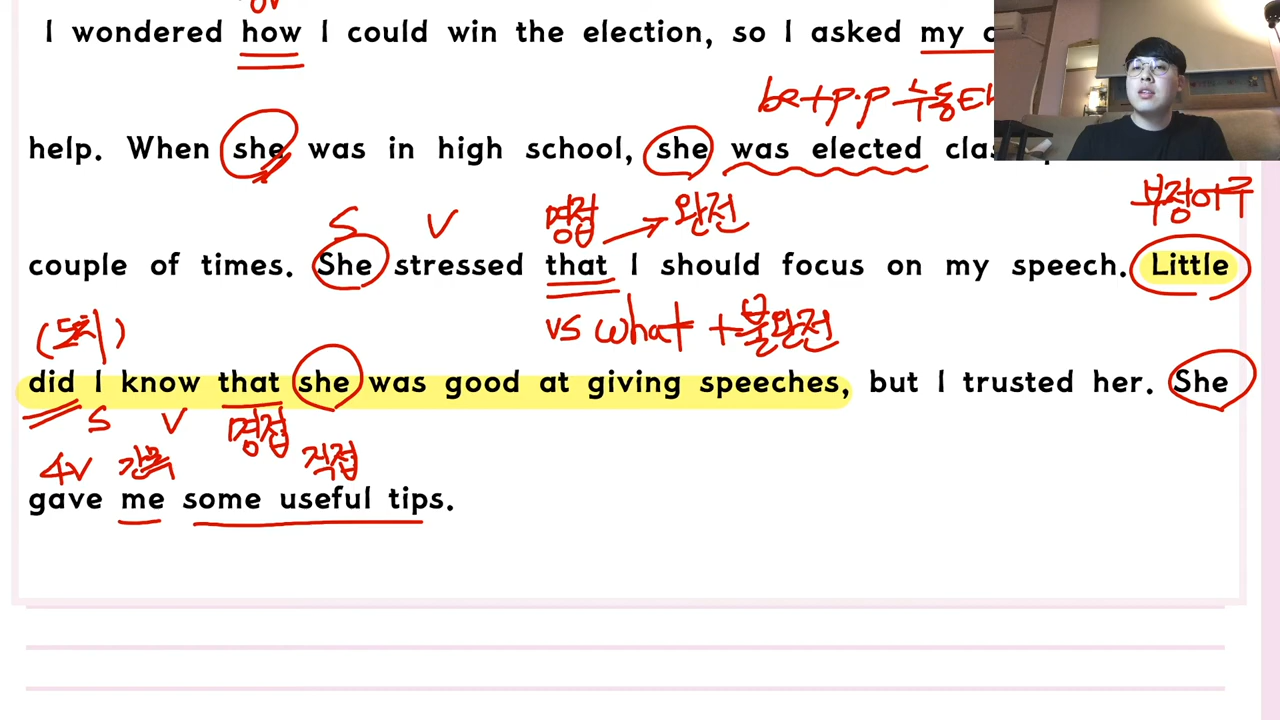 I wondered how I could win the election, so I asked my
be+p.p 수동태
help. When she was in high school, she was elected
부정어구
S V 명접 → 완전
couple of times. She stressed that I should focus on my speech. Little
(도치) vs what +불완전
did I know that she was good at giving speeches, but I trusted her. She
S V 명접
4V 간목 직접
gave me some useful tips.